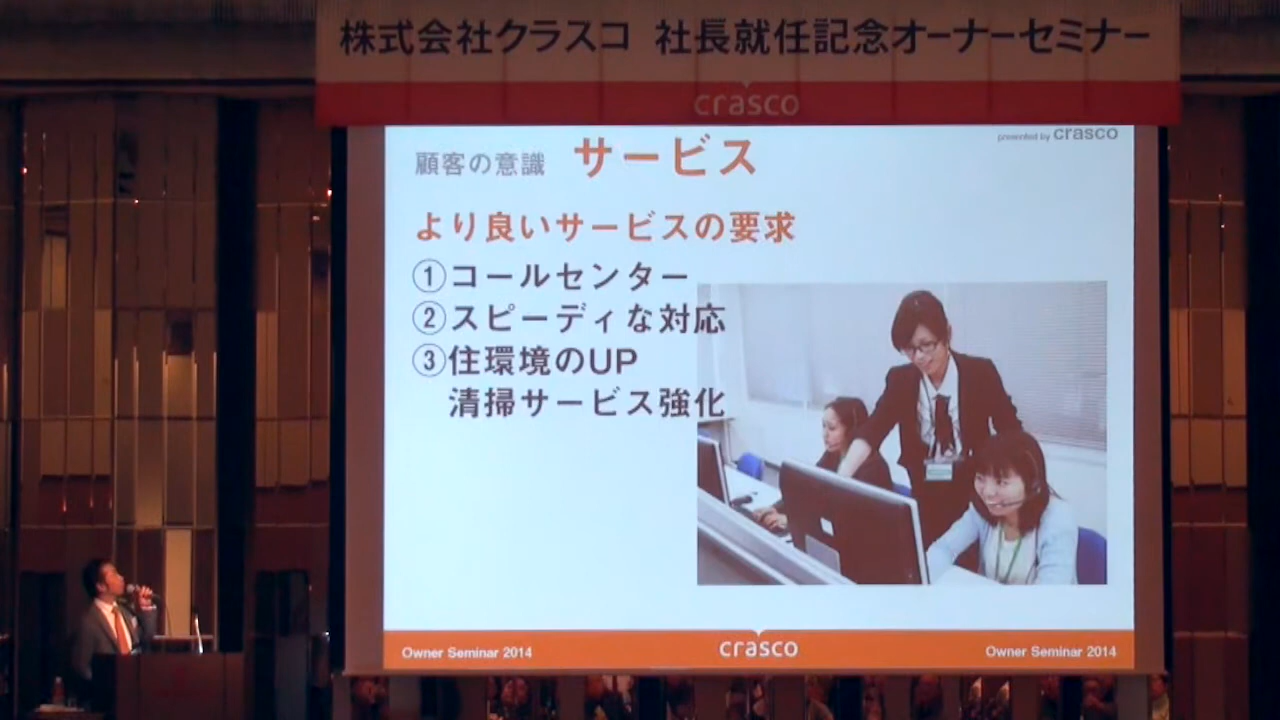 株式会社クラスコ 社長就任記念オーナーセミナー
crasco
presented by crasco
顧客の意識 サービス
より良いサービスの要求
①コールセンター
②スピーディな対応
③住環境のUP
清掃サービス強化
Owner Seminar 2014
crasco
Owner Seminar 2014